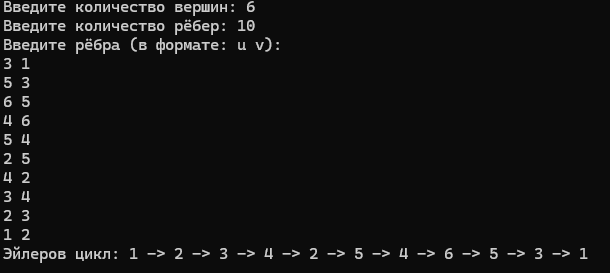 Введите количество вершин: 6
Введите количество рёбер: 10
Введите рёбра (в формате: u v):
3 1
5 3
6 5
4 6
5 4
2 5
4 2
3 4
2 3
1 2
Эйлеров цикл: 1 -> 2 -> 3 -> 4 -> 2 -> 5 -> 4 -> 6 -> 5 -> 3 -> 1